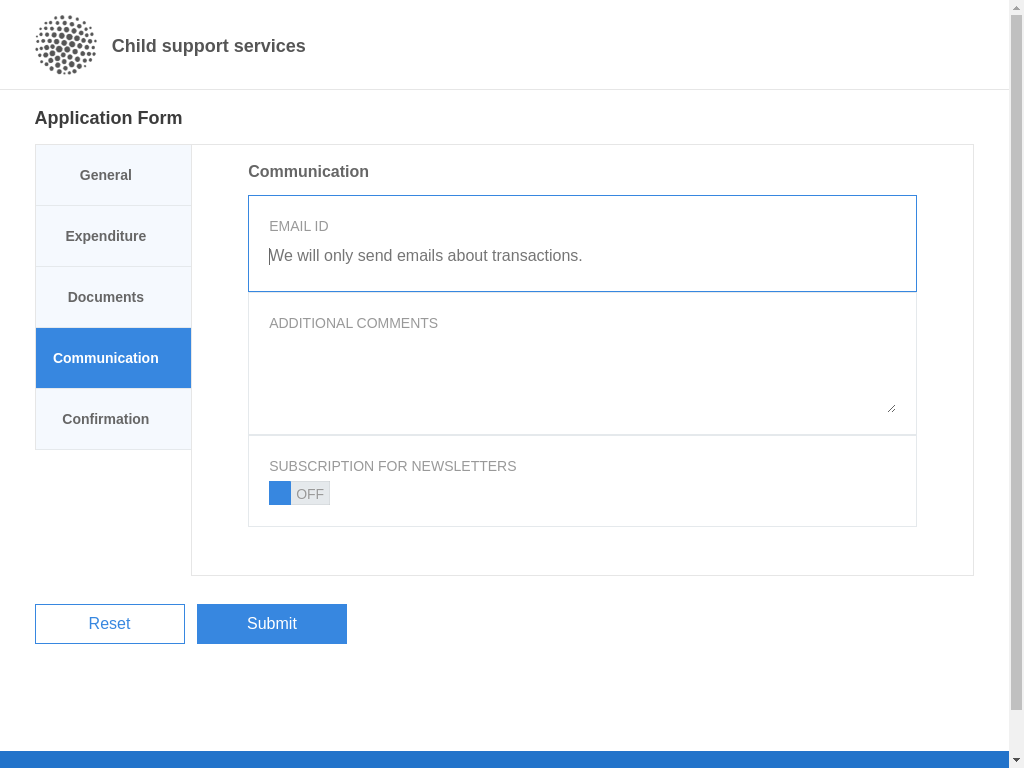 Child support services
Application Form
General
Expenditure
Documents
Communication
Confirmation
Communication
EMAIL ID
We will only send emails about transactions.
ADDITIONAL COMMENTS
SUBSCRIPTION FOR NEWSLETTERS
OFF
Reset
Submit